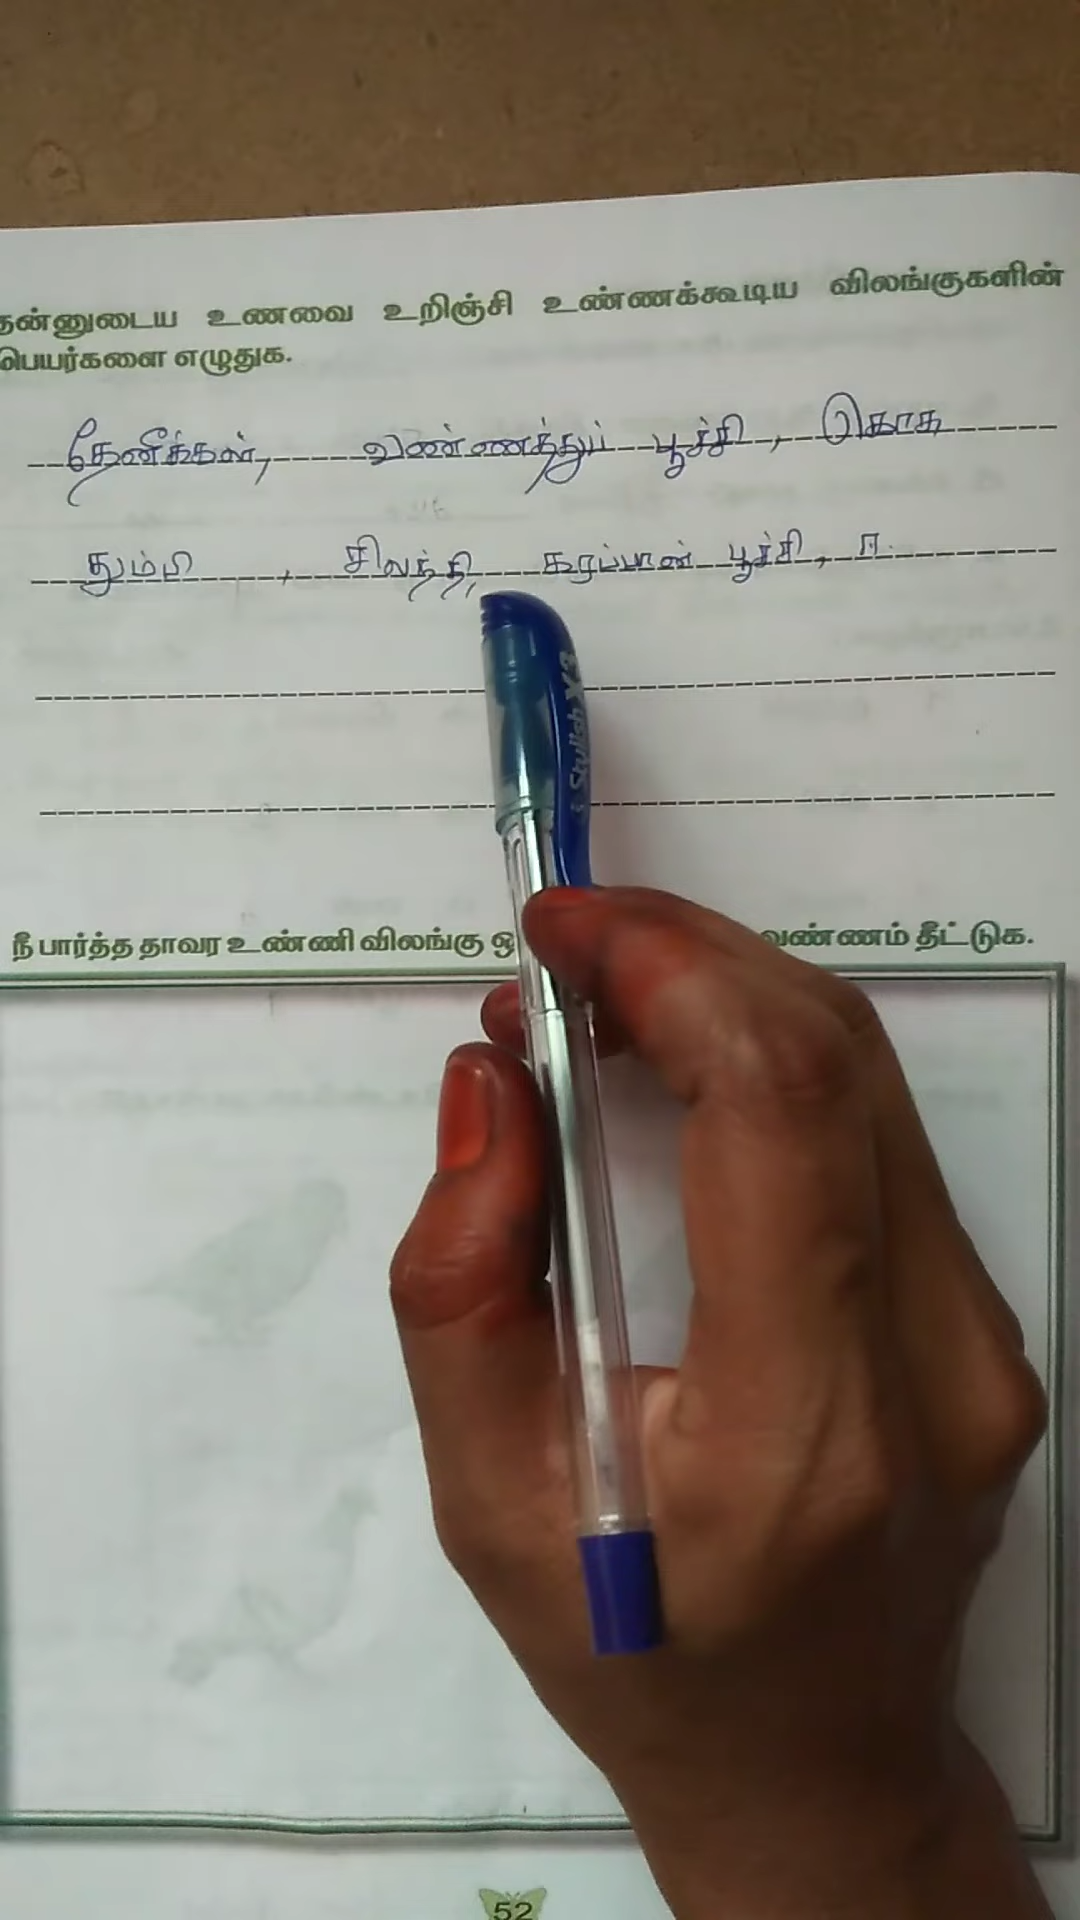 தன்னுடைய உணவை உறிஞ்சி உண்ணக்கூடிய விலங்குகளின்
பெயர்களை எழுதுக.
தேனீக்கள், வண்ணத்துப் பூச்சி, கொசு
தும்பி , சிலந்தி, கரப்பான் பூச்சி, ஈ.
Stylish X3
நீ பார்த்த தாவர உண்ணி விலங்கு ஒ வண்ணம் தீட்டுக.
52